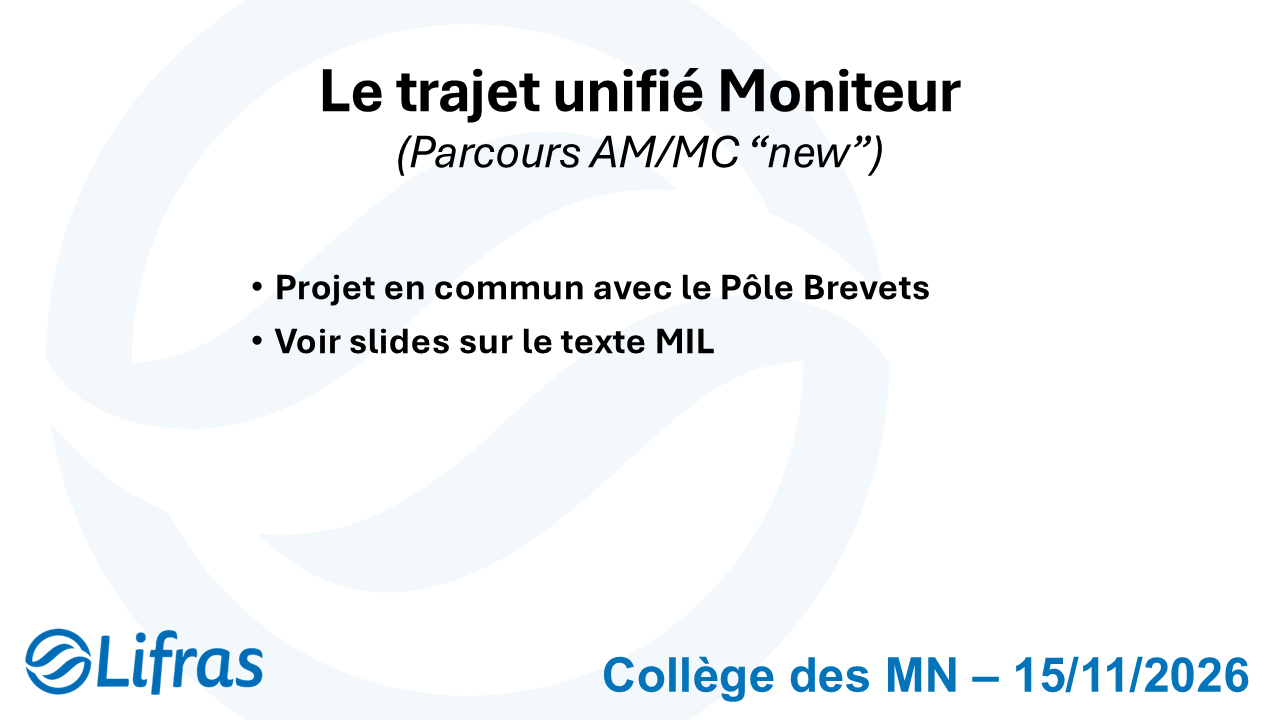 Le trajet unifié Moniteur
(Parcours AM/MC “new”)
• Projet en commun avec le Pôle Brevets
• Voir slides sur le texte MIL
Lifras
Collège des MN – 15/11/2026